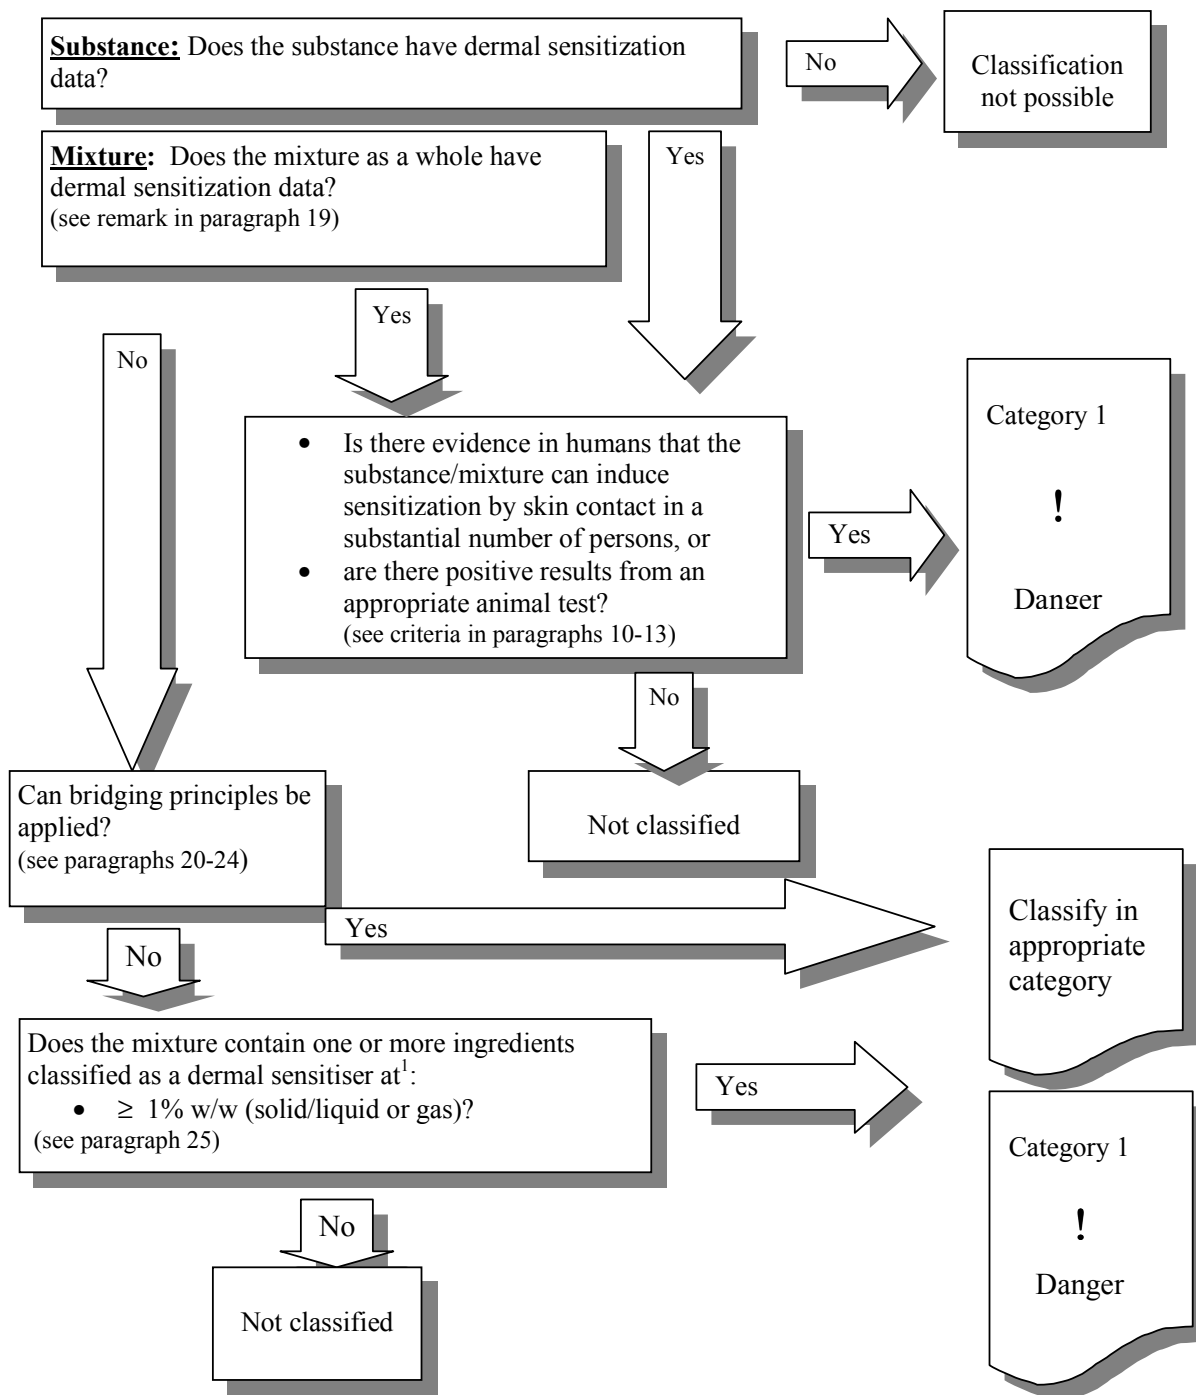 Substance: Does the substance have dermal sensitization
data?
No
Classification
not possible
Mixture: Does the mixture as a whole have
dermal sensitization data?
(see remark in paragraph 19)
Yes
Yes
No
• Is there evidence in humans that the
substance/mixture can induce
sensitization by skin contact in a
substantial number of persons, or
• are there positive results from an
appropriate animal test?
(see criteria in paragraphs 10-13)
Yes
Category 1
!
Danger
No
Not classified
Can bridging principles be
applied?
(see paragraphs 20-24)
Yes
Classify in
appropriate
category
No
Does the mixture contain one or more ingredients
classified as a dermal sensitiser at¹:
• ≥ 1% w/w (solid/liquid or gas)?
(see paragraph 25)
Yes
Category 1
!
Danger
No
Not classified